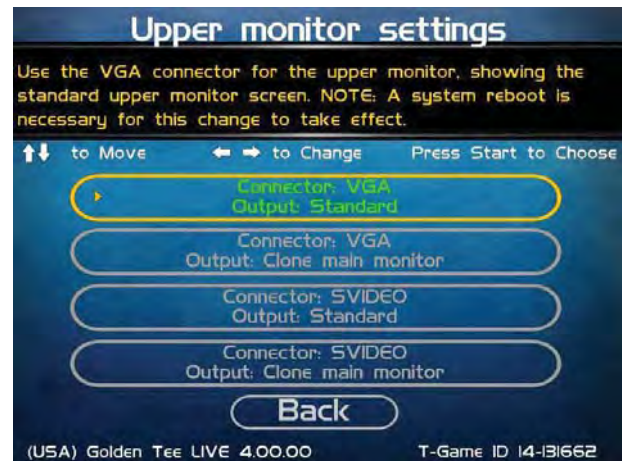 Upper monitor settings
Use the VGA connector for the upper monitor, showing the
standard upper monitor screen. NOTE: A system reboot is
necessary for this change to take effect.
↑↓ to Move ← → to Change Press Start to Choose
Connector: VGA
Output: Standard
Connector: VGA
Output: Clone main monitor
Connector: SVIDEO
Output: Standard
Connector: SVIDEO
Output: Clone main monitor
Back
(USA) Golden Tee LIVE 4.00.00 T-Game ID 14-131662